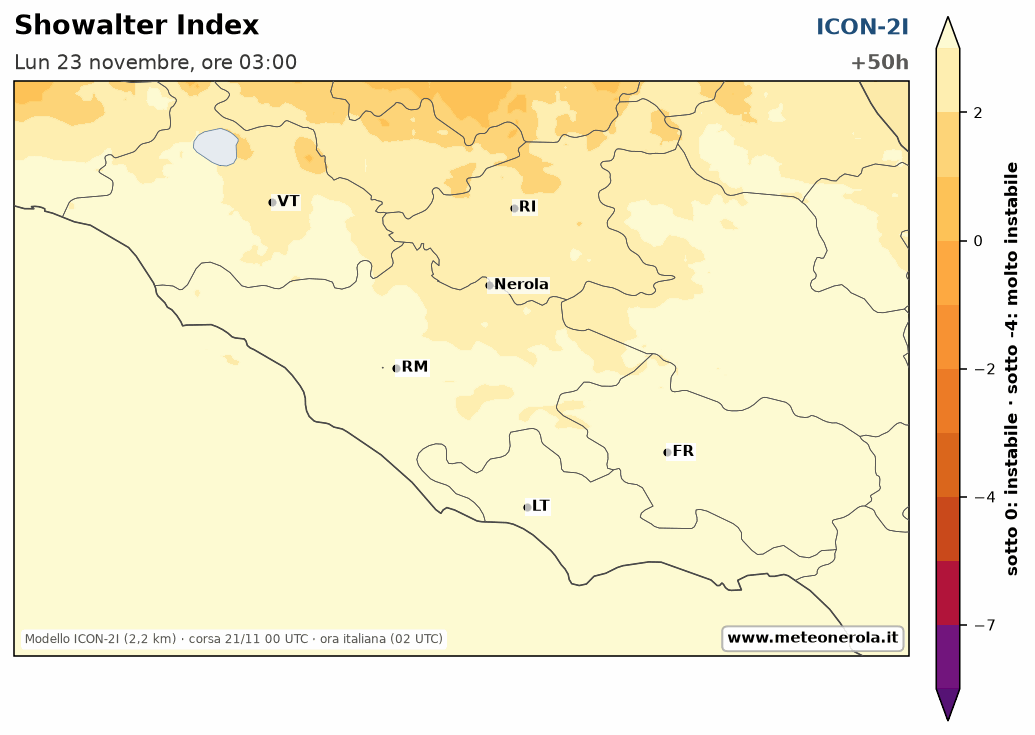 Showalter Index
ICON-2I
Lun 23 novembre, ore 03:00
+50h
VT
RI
Nerola
RM
FR
LT
Modello ICON-2I (2,2 km) · corsa 21/11 00 UTC · ora italiana (02 UTC)
www.meteonerola.it
2
0
−2
−4
−7
sotto 0: instabile · sotto -4: molto instabile